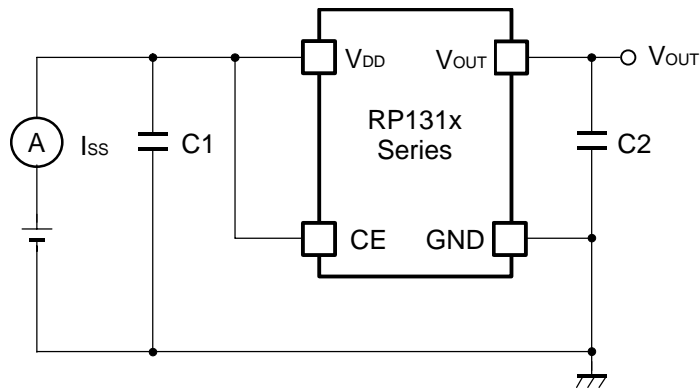 VDD
VOUT
VOUT
RP131x
Series
A
ISS
C1
C2
CE
GND